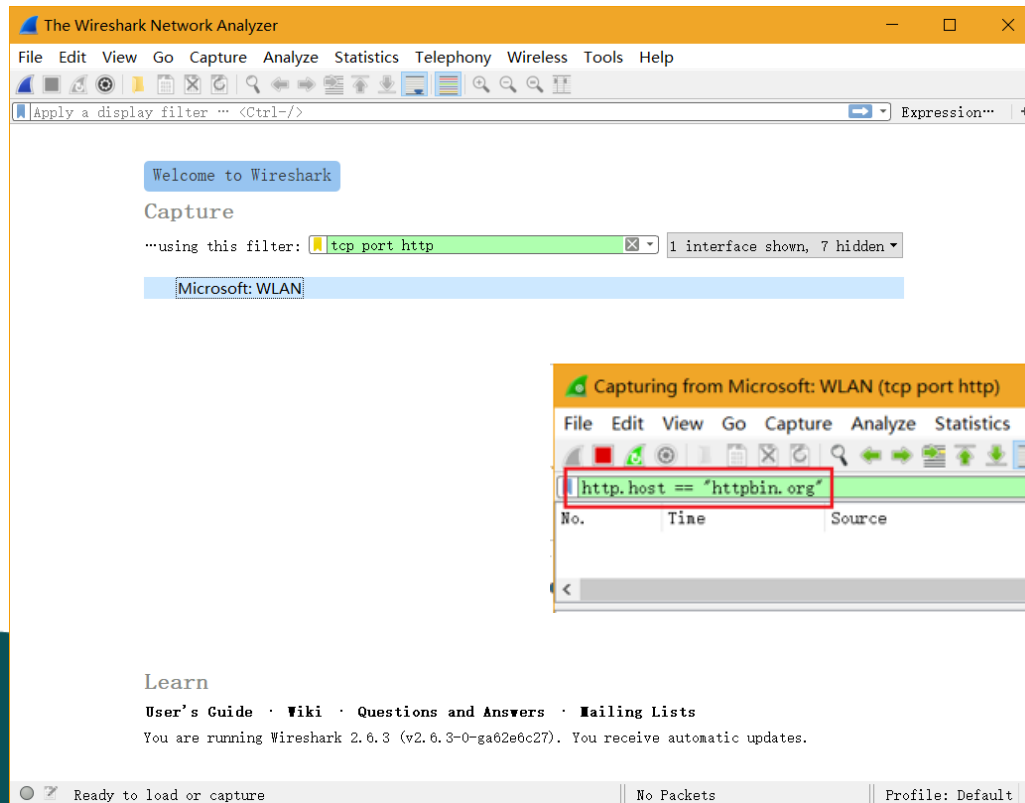 The Wireshark Network Analyzer
File Edit View Go Capture Analyze Statistics Telephony Wireless Tools Help
Apply a display filter … <Ctrl-/>
Expression… +
Welcome to Wireshark
Capture
…using this filter: tcp port http 1 interface shown, 7 hidden
Microsoft: WLAN
Capturing from Microsoft: WLAN (tcp port http)
File Edit View Go Capture Analyze Statistics
http.host == "httpbin.org"
No. Time Source
Learn
User's Guide · Wiki · Questions and Answers · Mailing Lists
You are running Wireshark 2.6.3 (v2.6.3-0-ga62e6c27). You receive automatic updates.
Ready to load or capture No Packets Profile: Default